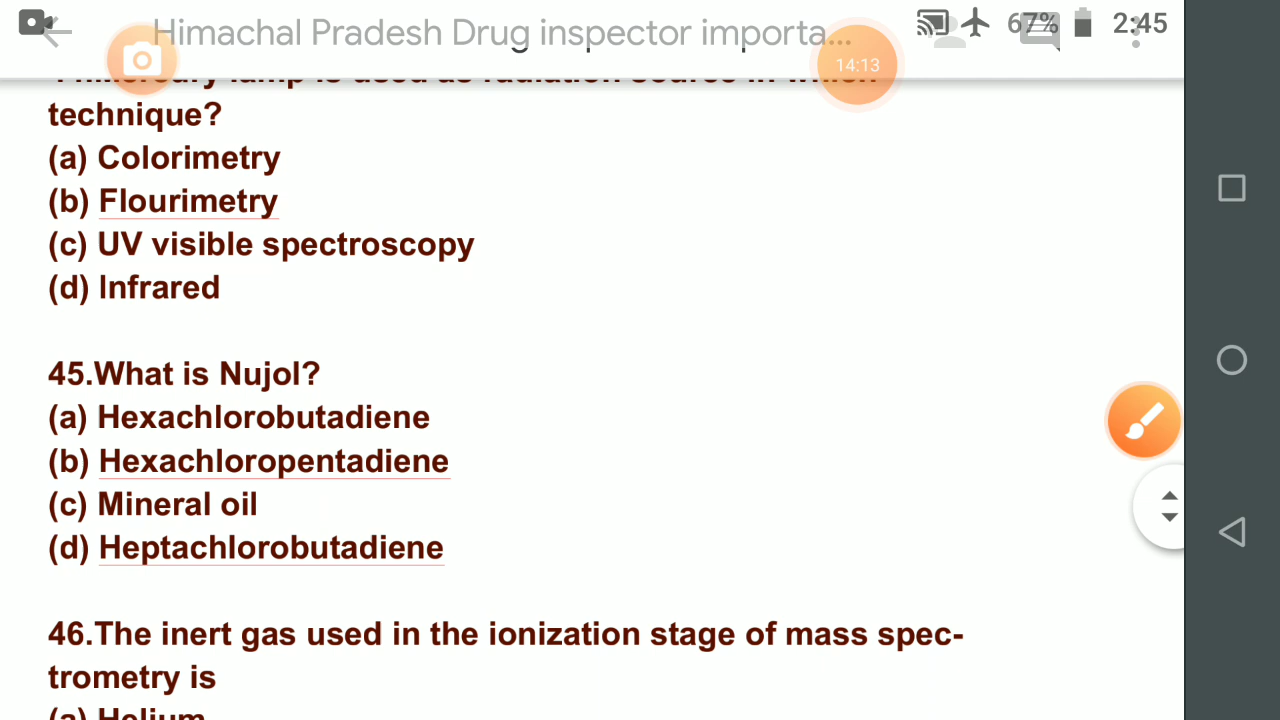 Himachal Pradesh Drug inspector importa...
67%
2:45
14:13
technique?
(a) Colorimetry
(b) Flourimetry
(c) UV visible spectroscopy
(d) Infrared
45.What is Nujol?
(a) Hexachlorobutadiene
(b) Hexachloropentadiene
(c) Mineral oil
(d) Heptachlorobutadiene
46.The inert gas used in the ionization stage of mass spec-
trometry is
(a) Helium